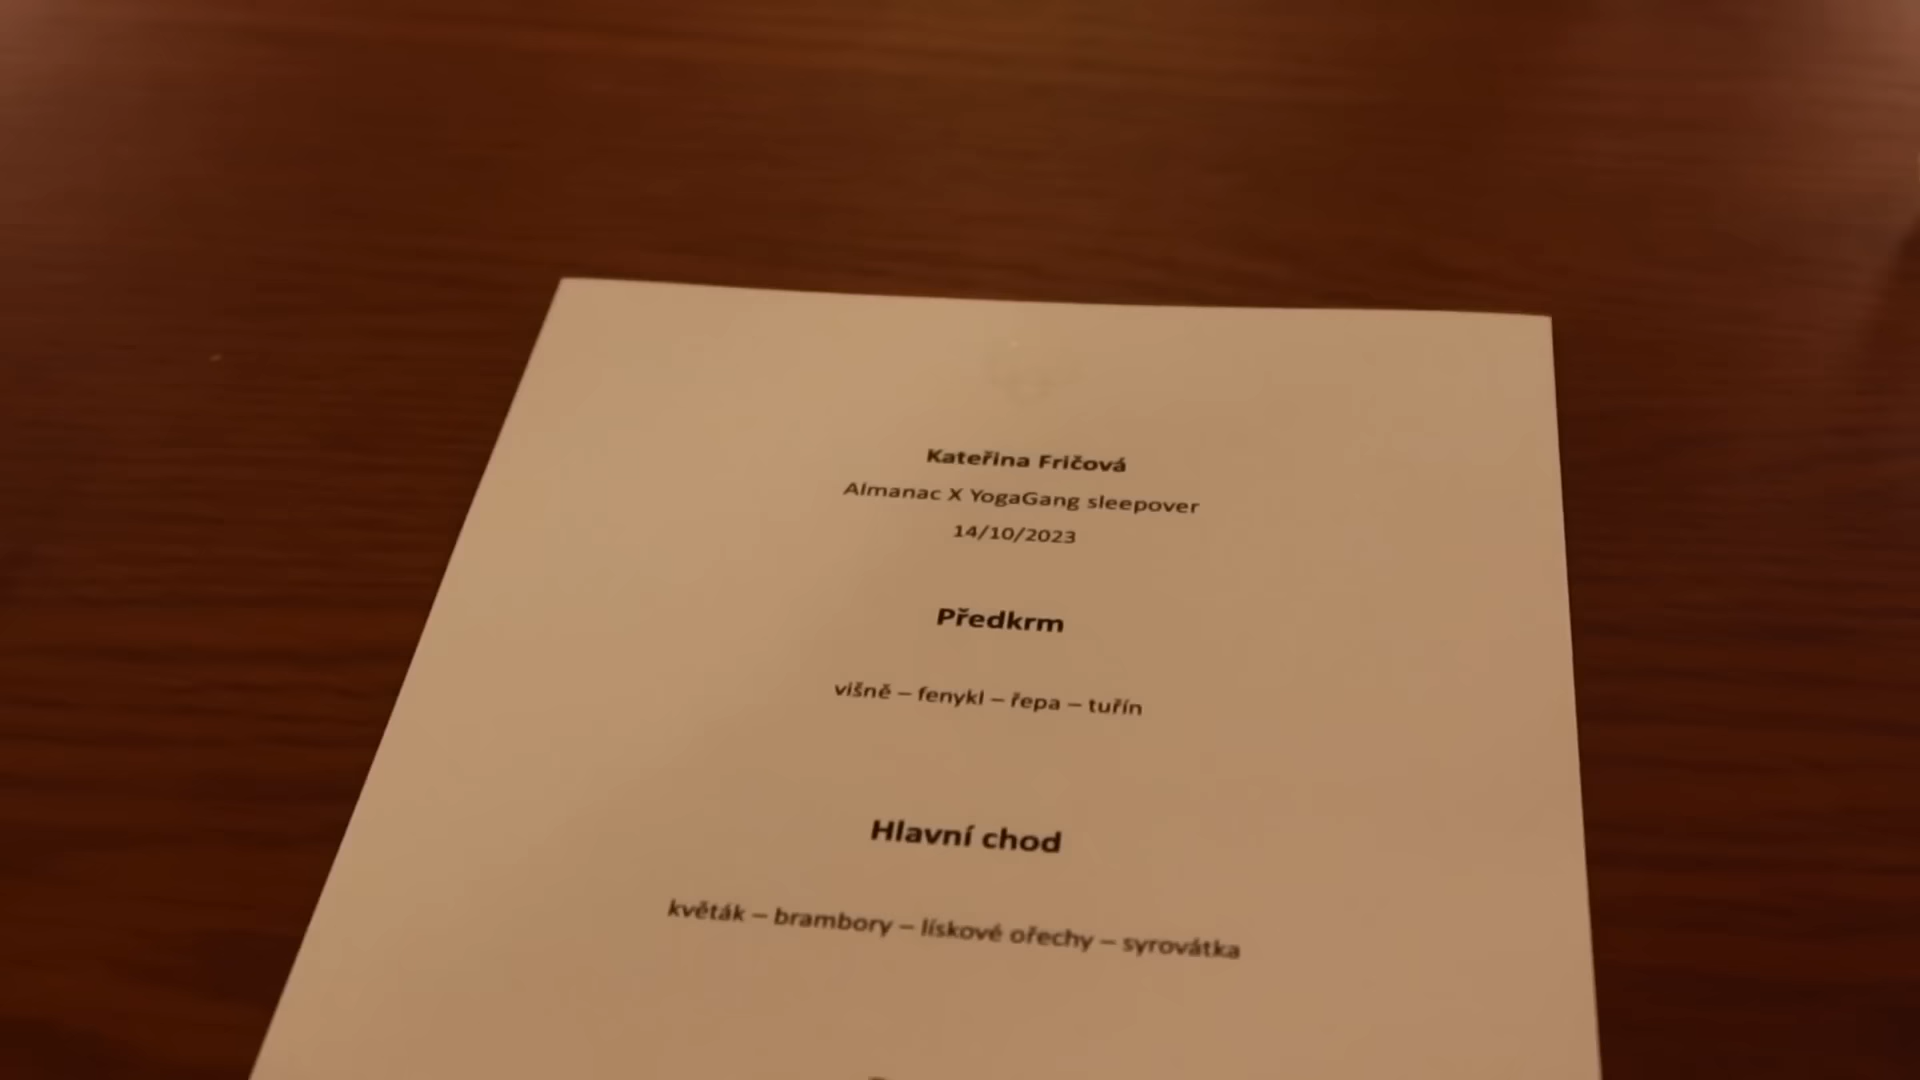 Kateřina Fričová
Almanac X YogaGang sleepover
14/10/2023
Předkrm
višně – fenykl – řepa – tuřín
Hlavní chod
květák – brambory – lískové ořechy – syrovátka